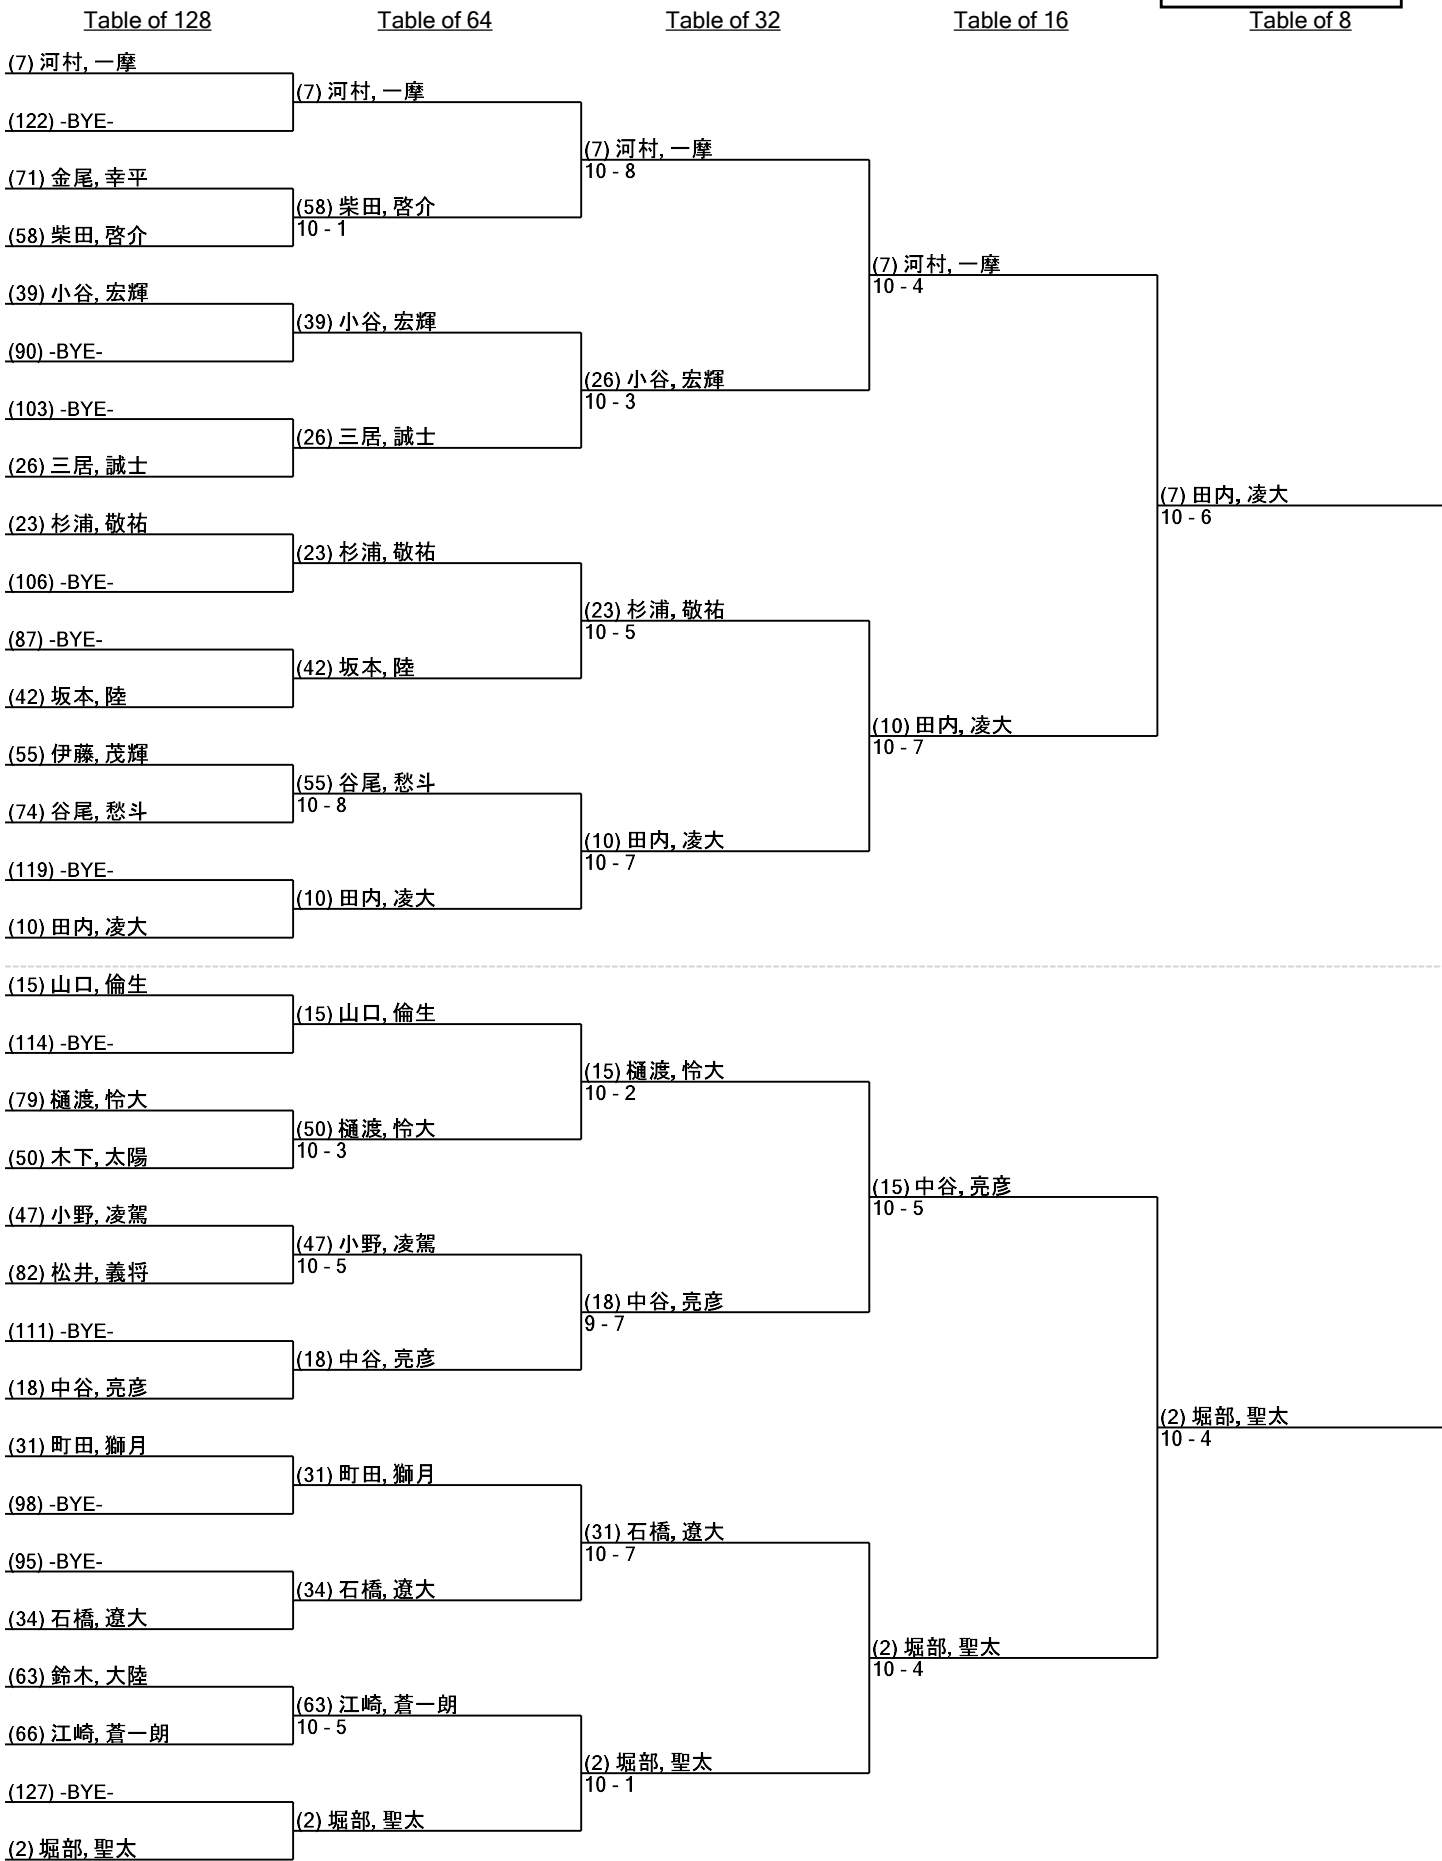 Table of 128 Table of 64 Table of 32 Table of 16 Table of 8
(7) 河村, 一摩
(7) 河村, 一摩
(122) -BYE-
(7) 河村, 一摩
10 - 8
(71) 金尾, 幸平
(58) 柴田, 啓介
10 - 1
(58) 柴田, 啓介
(7) 河村, 一摩
10 - 4
(39) 小谷, 宏輝
(39) 小谷, 宏輝
(90) -BYE-
(26) 小谷, 宏輝
10 - 3
(103) -BYE-
(26) 三居, 誠士
(26) 三居, 誠士
(7) 田内, 凌大
10 - 6
(23) 杉浦, 敬祐
(23) 杉浦, 敬祐
(106) -BYE-
(23) 杉浦, 敬祐
10 - 5
(87) -BYE-
(42) 坂本, 陸
(42) 坂本, 陸
(10) 田内, 凌大
10 - 7
(55) 伊藤, 茂輝
(55) 谷尾, 愁斗
10 - 8
(74) 谷尾, 愁斗
(10) 田内, 凌大
10 - 7
(119) -BYE-
(10) 田内, 凌大
(10) 田内, 凌大
(15) 山口, 倫生
(15) 山口, 倫生
(114) -BYE-
(15) 樋渡, 怜大
10 - 2
(79) 樋渡, 怜大
(50) 樋渡, 怜大
10 - 3
(50) 木下, 太陽
(15) 中谷, 亮彦
10 - 5
(47) 小野, 凌駕
(47) 小野, 凌駕
10 - 5
(82) 松井, 義将
(18) 中谷, 亮彦
9 - 7
(111) -BYE-
(18) 中谷, 亮彦
(18) 中谷, 亮彦
(2) 堀部, 聖太
10 - 4
(31) 町田, 獅月
(31) 町田, 獅月
(98) -BYE-
(31) 石橋, 遼大
10 - 7
(95) -BYE-
(34) 石橋, 遼大
(34) 石橋, 遼大
(2) 堀部, 聖太
10 - 4
(63) 鈴木, 大陸
(63) 江崎, 蒼一朗
10 - 5
(66) 江崎, 蒼一朗
(2) 堀部, 聖太
10 - 1
(127) -BYE-
(2) 堀部, 聖太
(2) 堀部, 聖太